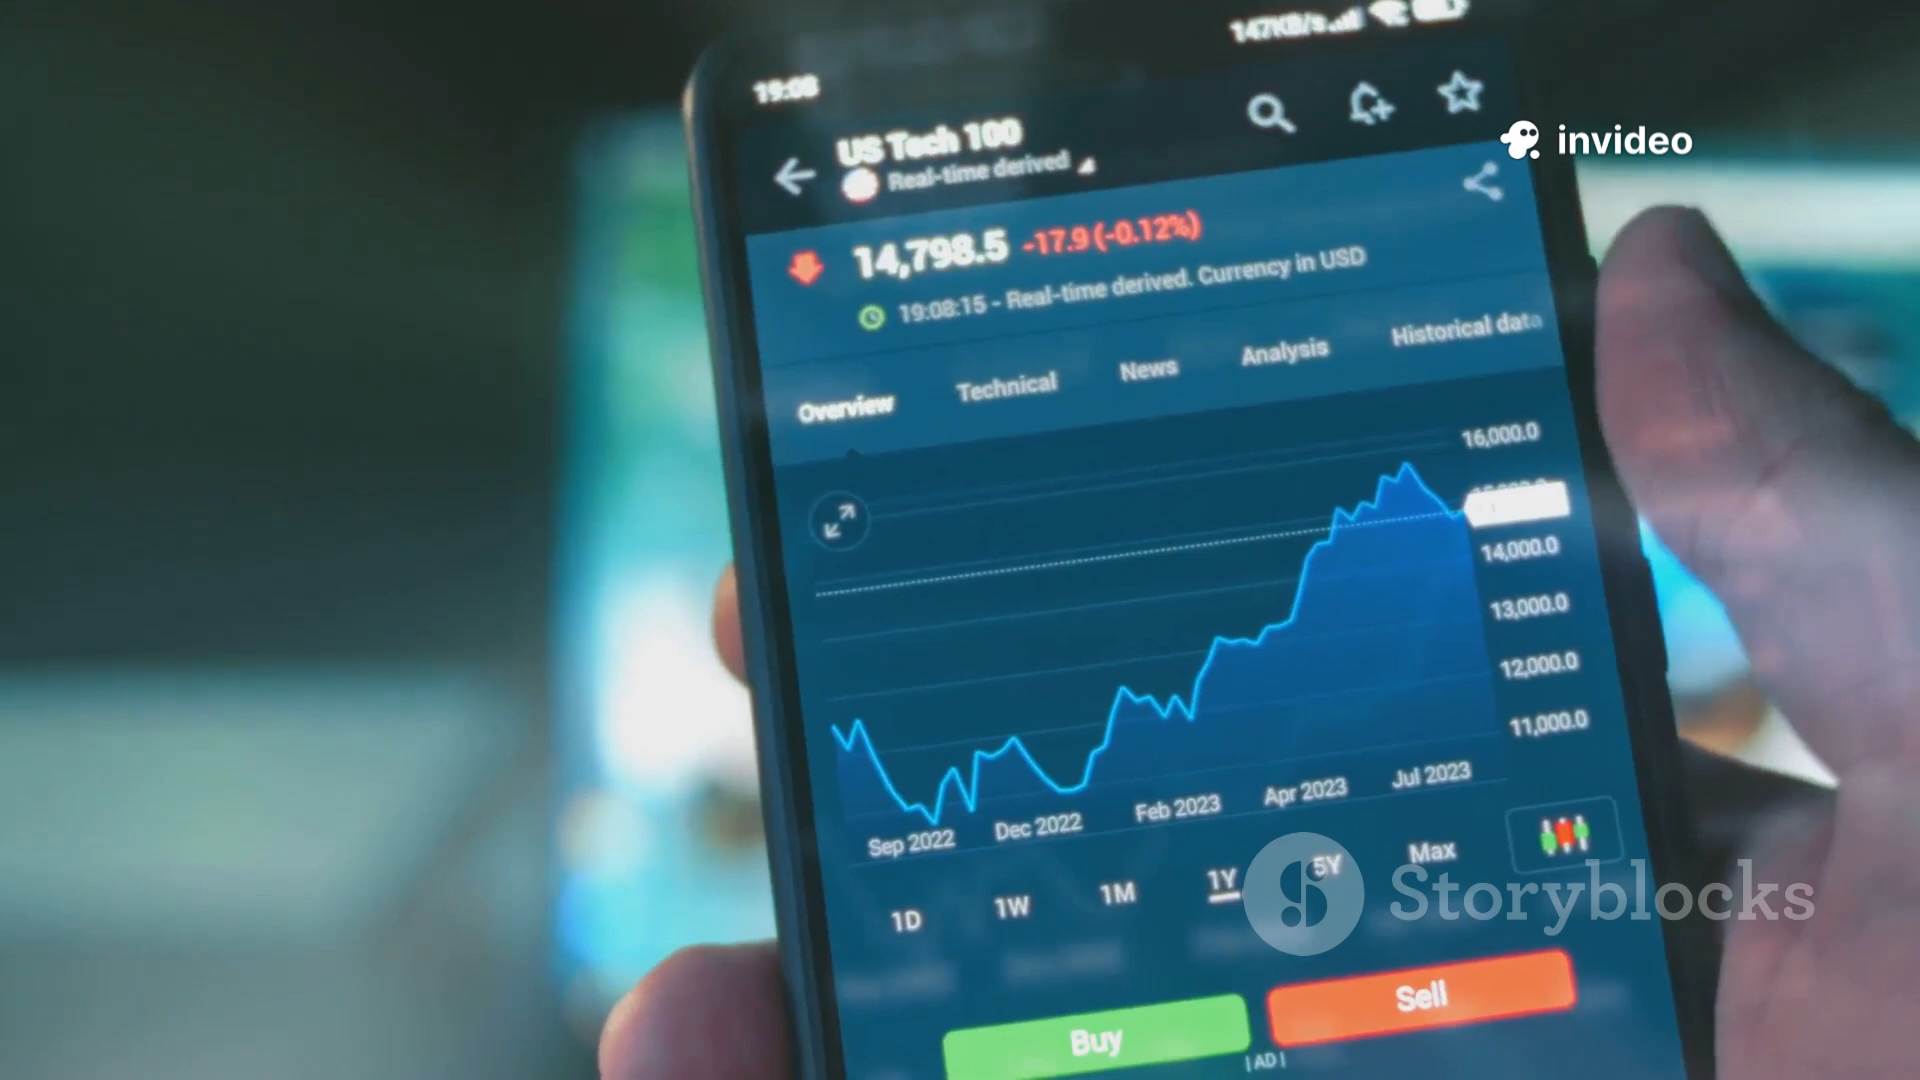 19:08
147KB/s
US Tech 100
Real-time derived
invideo
14,798.5 -17.9 (-0.12%)
19:08:15 - Real-time derived. Currency in USD
Overview Technical News Analysis Historical data
16,000.0
14,000.0
13,000.0
12,000.0
11,000.0
Sep 2022 Dec 2022 Feb 2023 Apr 2023 Jul 2023
1D 1W 1M 1Y 5Y Max
Storyblocks
Buy Sell
| AD |